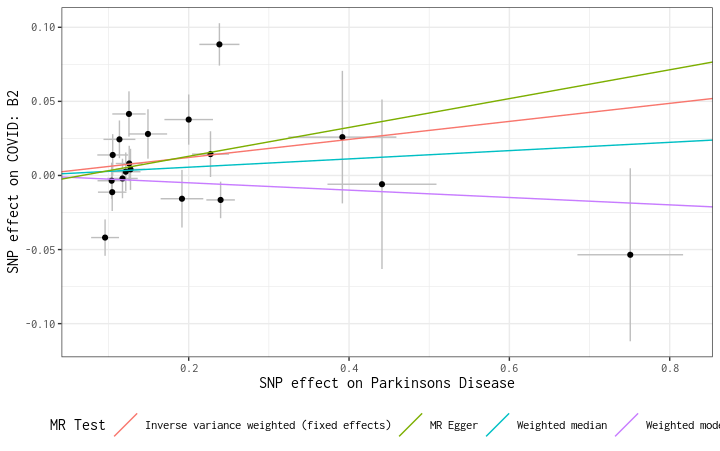 0.10
0.05
0.00
-0.05
-0.10
SNP effect on COVID: B2
0.2 0.4 0.6 0.8
SNP effect on Parkinsons Disease
MR Test Inverse variance weighted (fixed effects) MR Egger Weighted median Weighted mode